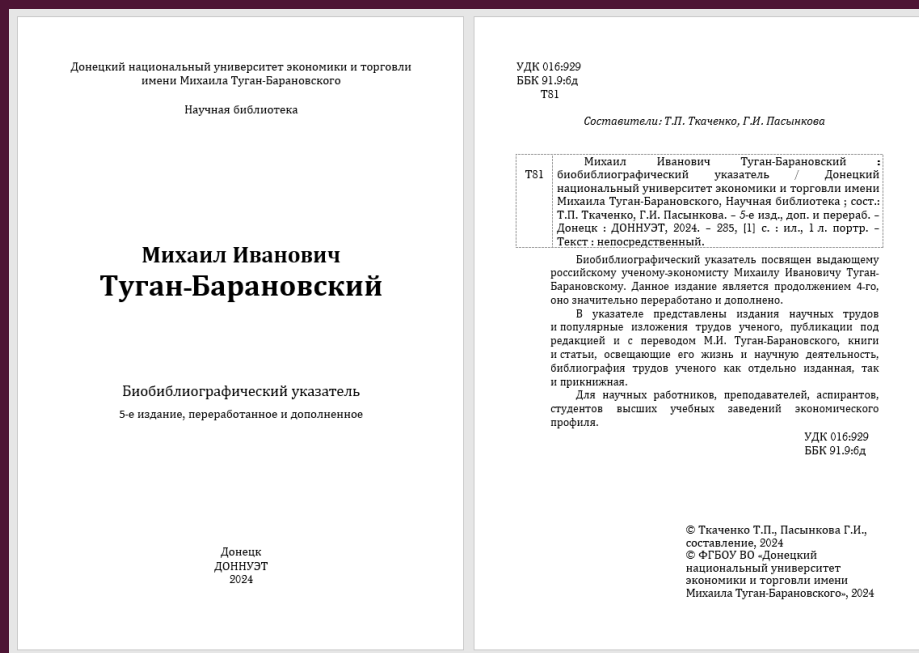 Донецкий национальный университет экономики и торговли
имени Михаила Туган-Барановского
Научная библиотека
Михаил Иванович
Туган-Барановский
Биобиблиографический указатель
5-е издание, переработанное и дополненное
Донецк
ДОННУЭТ
2024
УДК 016:929
ББК 91.9:6д
Т81
Составители: Т.П. Ткаченко, Г.И. Пасынкова
Т81
Михаил Иванович Туган-Барановский :
биобиблиографический указатель / Донецкий
национальный университет экономики и торговли имени
Михаила Туган-Барановского, Научная библиотека ; сост.:
Т.П. Ткаченко, Г.И. Пасынкова. – 5-е изд., доп. и перераб. –
Донецк : ДОННУЭТ, 2024. – 285, [1] с. : ил., 1 л. портр. –
Текст : непосредственный.
Биобиблиографический указатель посвящен выдающему
российскому ученому-экономисту Михаилу Ивановичу Туган-
Барановскому. Данное издание является продолжением 4-го,
оно значительно переработано и дополнено.
В указателе представлены издания научных трудов
и популярные изложения трудов ученого, публикации под
редакцией и с переводом М.И. Туган-Барановского, книги
и статьи, освещающие его жизнь и научную деятельность,
библиография трудов ученого как отдельно изданная, так
и прикнижная.
Для научных работников, преподавателей, аспирантов,
студентов высших учебных заведений экономического
профиля.
УДК 016:929
ББК 91.9:6д
© Ткаченко Т.П., Пасынкова Г.И.,
составление, 2024
© ФГБОУ ВО «Донецкий
национальный университет
экономики и торговли имени
Михаила Туган-Барановского», 2024